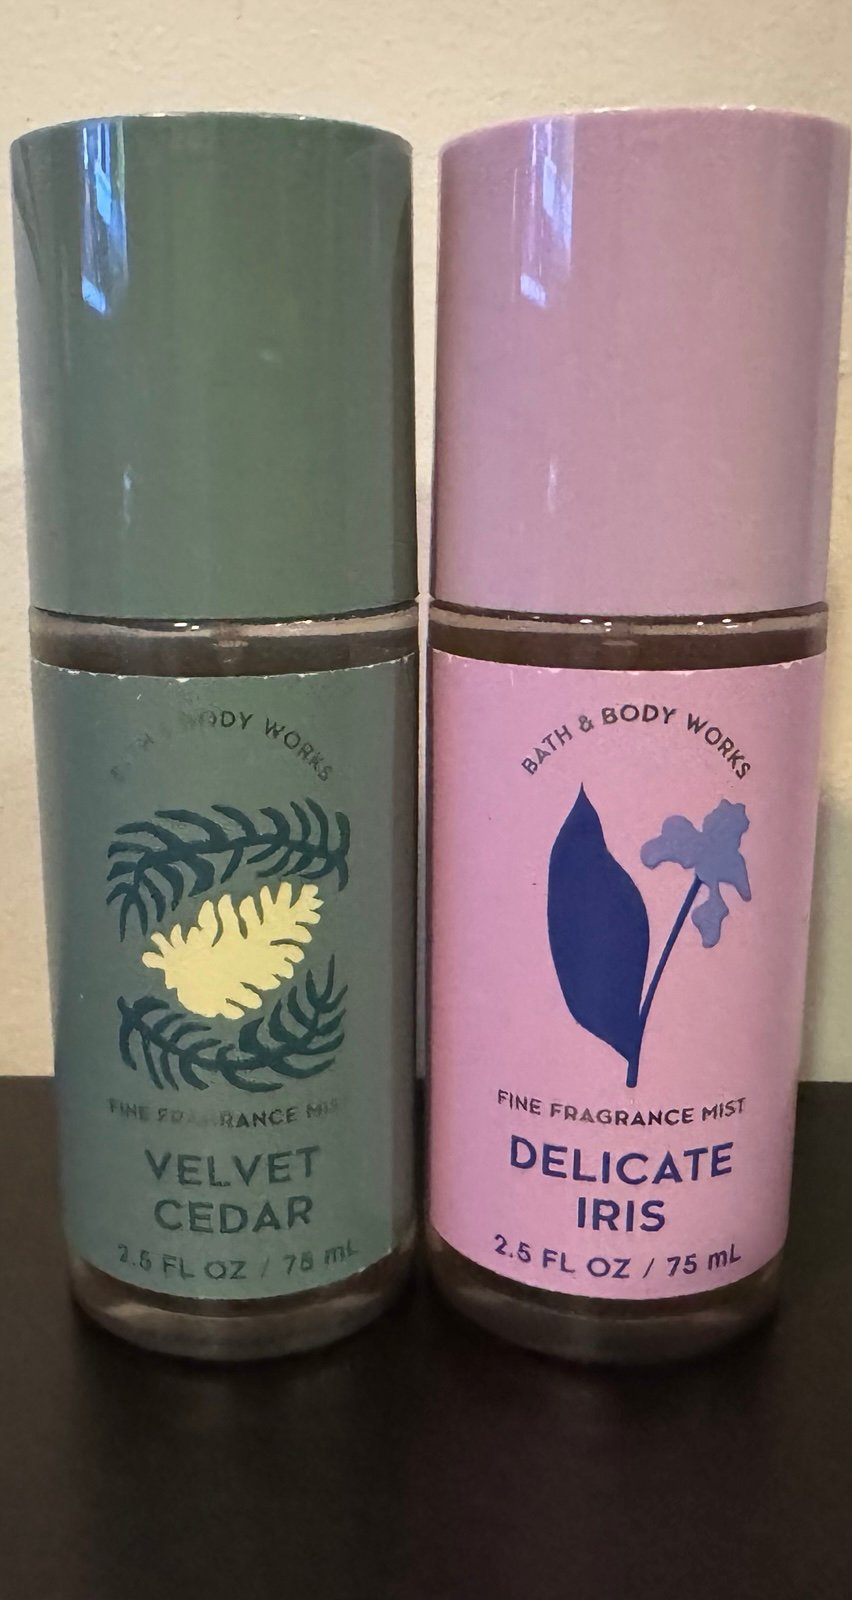 BATH & BODY WORKS
FINE FRAGRANCE MIST
VELVET
CEDAR
2.5 FL OZ / 75 mL
BATH & BODY WORKS
FINE FRAGRANCE MIST
DELICATE
IRIS
2.5 FL OZ / 75 mL